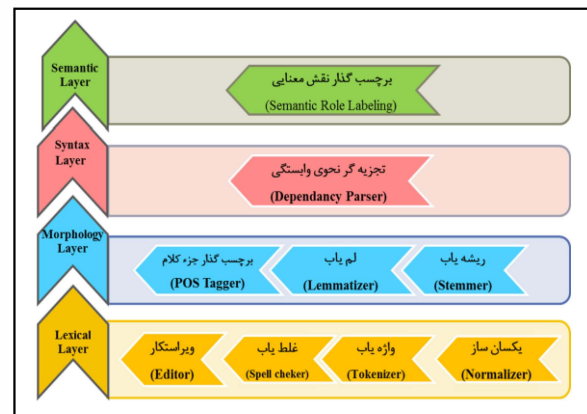 Semantic
Layer
برچسب گذار نقش معنایی
(Semantic Role Labeling)
Syntax
Layer
تجزیه گر نحوی وابستگی
(Dependancy Parser)
Morphology
Layer
برچسب گذار جزء کلام
(POS Tagger)
لم یاب
(Lemmatizer)
ریشه یاب
(Stemmer)
Lexical
Layer
ویراستکار
(Editor)
غلط یاب
(Spell cheker)
واژه یاب
(Tokenizer)
یکسان ساز
(Normalizer)